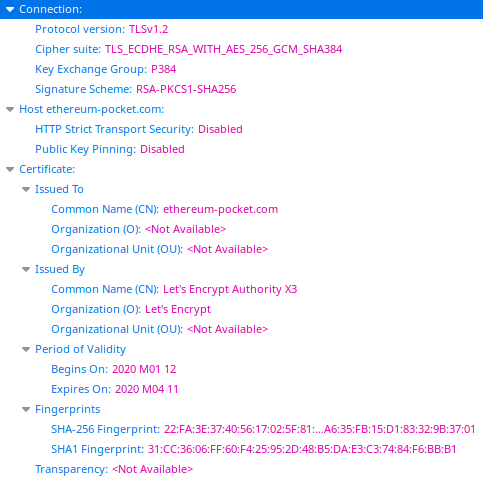 Connection:
Protocol version: TLSv1.2
Cipher suite: TLS_ECDHE_RSA_WITH_AES_256_GCM_SHA384
Key Exchange Group: P384
Signature Scheme: RSA-PKCS1-SHA256
Host ethereum-pocket.com:
HTTP Strict Transport Security: Disabled
Public Key Pinning: Disabled
Certificate:
Issued To
Common Name (CN): ethereum-pocket.com
Organization (O): <Not Available>
Organizational Unit (OU): <Not Available>
Issued By
Common Name (CN): Let's Encrypt Authority X3
Organization (O): Let's Encrypt
Organizational Unit (OU): <Not Available>
Period of Validity
Begins On: 2020 M01 12
Expires On: 2020 M04 11
Fingerprints
SHA-256 Fingerprint: 22:FA:3E:37:40:56:17:02:5F:81:...A6:35:FB:15:D1:83:32:9B:37:01
SHA1 Fingerprint: 31:CC:36:06:FF:60:F4:25:95:2D:48:B5:DA:E3:C3:74:84:F6:BB:B1
Transparency: <Not Available>